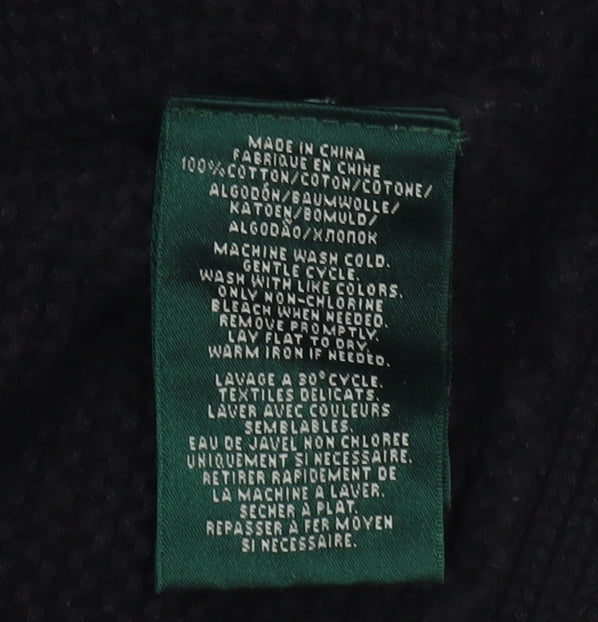 MADE IN CHINA
FABRIQUE EN CHINE
100% COTTON/COTON/COTONE/
ALGODÓN/BAUMWOLLE/
KATOEN/BOMULD/
ALGODÃO/ХЛОПОК
MACHINE WASH COLD.
GENTLE CYCLE.
WASH WITH LIKE COLORS.
ONLY NON-CHLORINE
BLEACH WHEN NEEDED.
REMOVE PROMPTLY.
LAY FLAT TO DRY.
WARM IRON IF NEEDED.
LAVAGE A 30° CYCLE.
TEXTILES DELICATS.
LAVER AVEC COULEURS
SEMBLABLES.
EAU DE JAVEL NON CHLOREE
UNIQUEMENT SI NECESSAIRE.
RETIRER RAPIDEMENT DE
LA MACHINE A LAVER.
SECHER A PLAT.
REPASSER A FER MOYEN
SI NECESSAIRE.